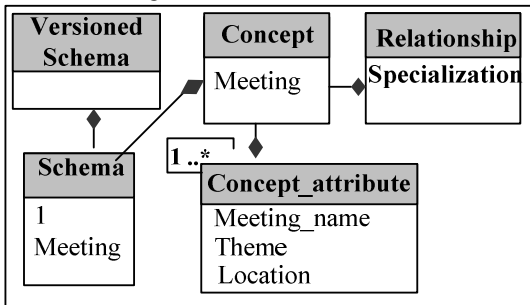 Versioned
Schema
Concept
Meeting
Relationship
Specialization
1 ..*
Schema
1
Meeting
Concept_attribute
Meeting_name
Theme
Location